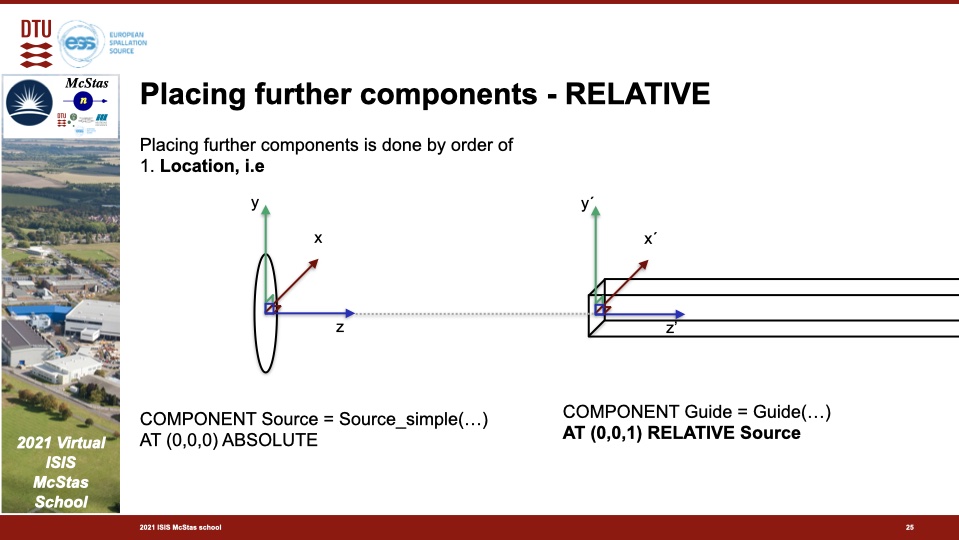 DTU
ess
EUROPEAN
SPALLATION
SOURCE
McStas
n
DTU
Placing further components - RELATIVE
Placing further components is done by order of
1. Location, i.e
y
x
z
y´
x´
z’
COMPONENT Source = Source_simple(…)
AT (0,0,0) ABSOLUTE
COMPONENT Guide = Guide(…)
AT (0,0,1) RELATIVE Source
2021 Virtual
ISIS
McStas
School
2021 ISIS McStas school
25